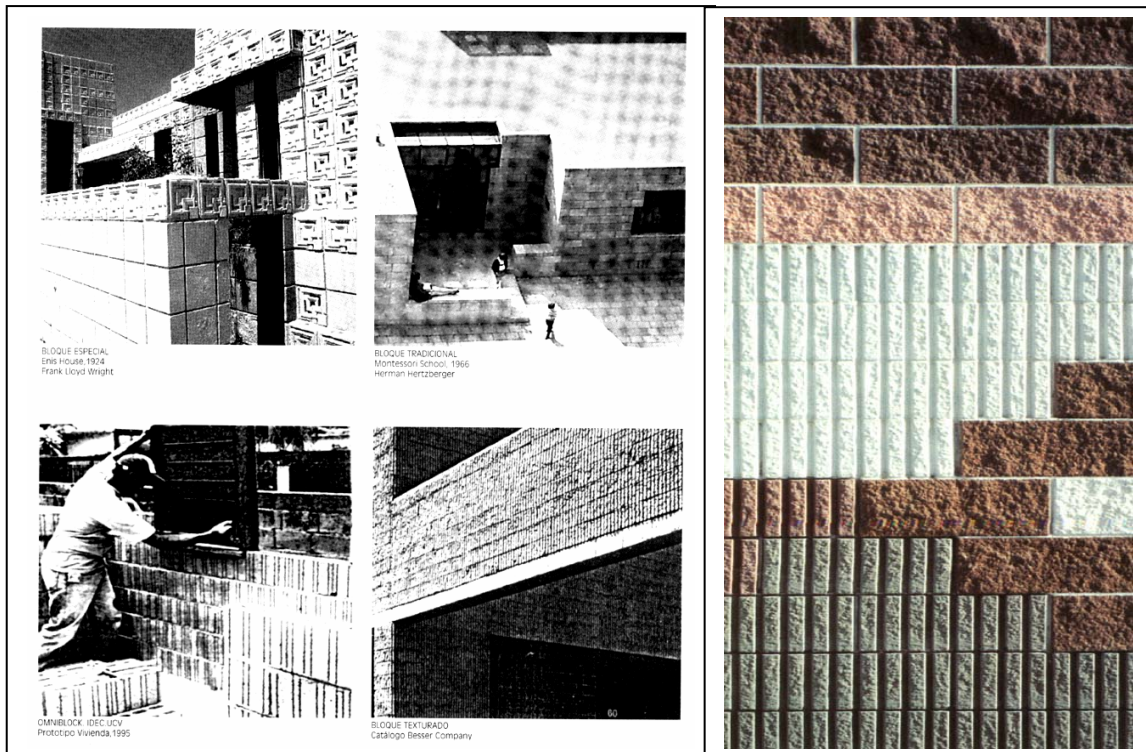 BLOQUE ESPECIAL
Enis House,1924
Frank Lloyd Wright
BLOQUE TRADICIONAL
Montessori School, 1966
Herman Hertzberger
OMNIBLOCK. IDEC.UCV
Prototipo Vivienda,1995
BLOQUE TEXTURADO
Catálogo Besser Company
60